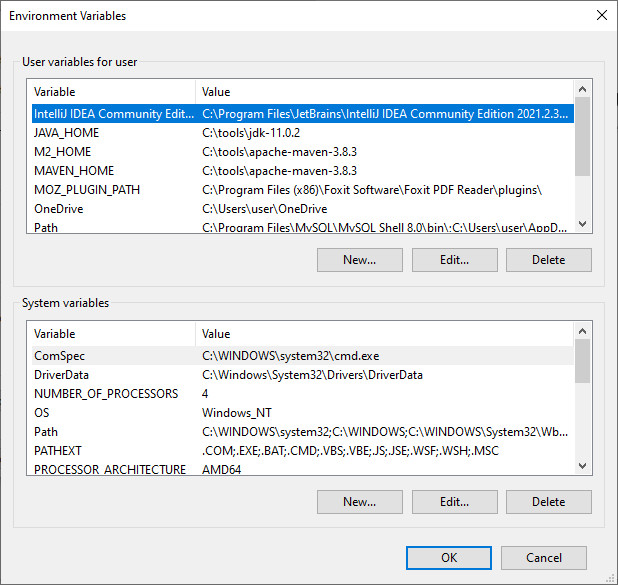 Environment Variables
User variables for user
Variable Value
IntelliJ IDEA Community Edit... C:\Program Files\JetBrains\IntelliJ IDEA Community Edition 2021.2.3...
JAVA_HOME C:\tools\jdk-11.0.2
M2_HOME C:\tools\apache-maven-3.8.3
MAVEN_HOME C:\tools\apache-maven-3.8.3
MOZ_PLUGIN_PATH C:\Program Files (x86)\Foxit Software\Foxit PDF Reader\plugins\
OneDrive C:\Users\user\OneDrive
Path C:\Program Files\MySQL\MySQL Shell 8.0\bin\;C:\Users\user\AppD...
New... Edit... Delete
System variables
Variable Value
ComSpec C:\WINDOWS\system32\cmd.exe
DriverData C:\Windows\System32\Drivers\DriverData
NUMBER_OF_PROCESSORS 4
OS Windows_NT
Path C:\WINDOWS\system32;C:\WINDOWS;C:\WINDOWS\System32\Wb...
PATHEXT .COM;.EXE;.BAT;.CMD;.VBS;.VBE;.JS;.JSE;.WSF;.WSH;.MSC
PROCESSOR_ARCHITECTURE AMD64
New... Edit... Delete
OK Cancel